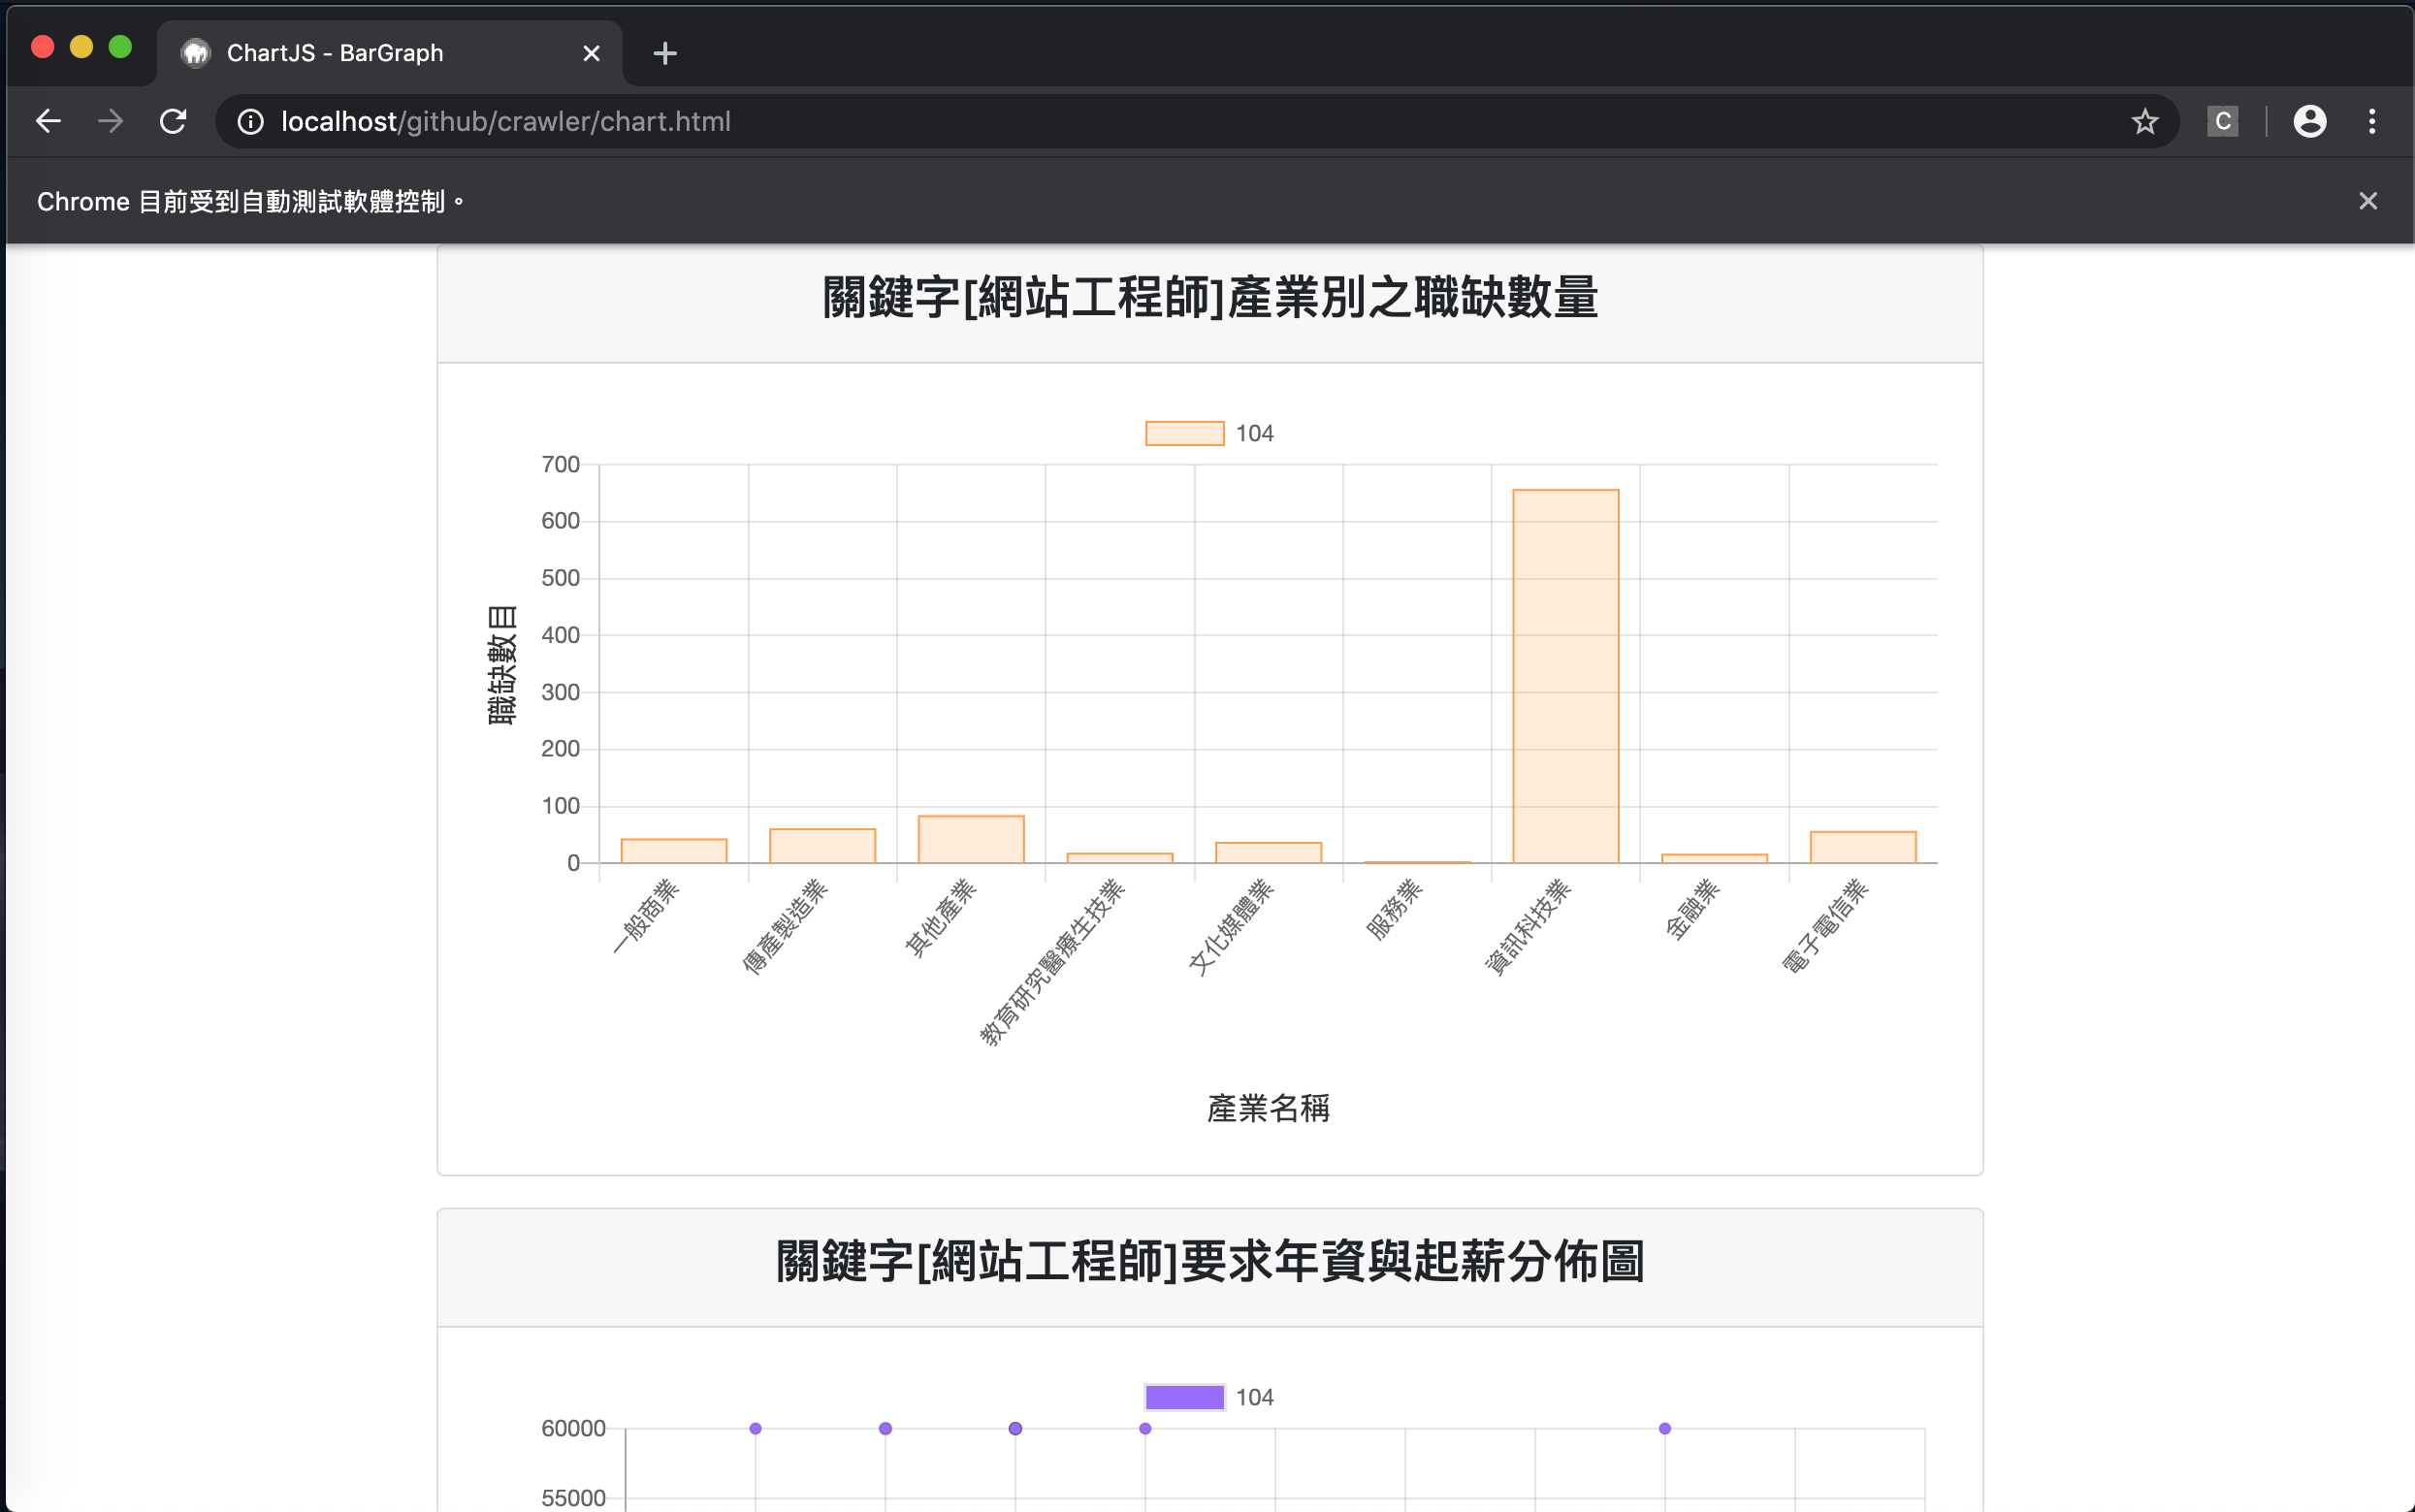 ChartJS - BarGraph
localhost/github/crawler/chart.html
C
Chrome 目前受到自動測試軟體控制。
關鍵字[網站工程師]產業別之職缺數量
104
700
600
500
400
300
200
100
0
職缺數目
一般商業
傳產製造業
其他產業
教育研究醫療生技業
文化媒體業
服務業
資訊科技業
金融業
電子電信業
產業名稱
關鍵字[網站工程師]要求年資與起薪分佈圖
104
60000
55000